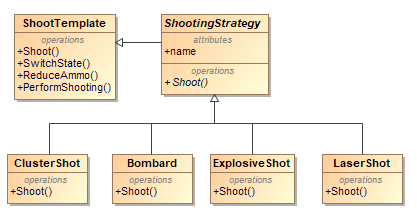 ShootTemplate
operations
+Shoot()
+SwitchState()
+ReduceAmmo()
+PerformShooting()
ShootingStrategy
attributes
+name
operations
+ Shoot()
ClusterShot
operations
+Shoot()
Bombard
operations
+Shoot()
ExplosiveShot
operations
+Shoot()
LaserShot
operations
+Shoot()